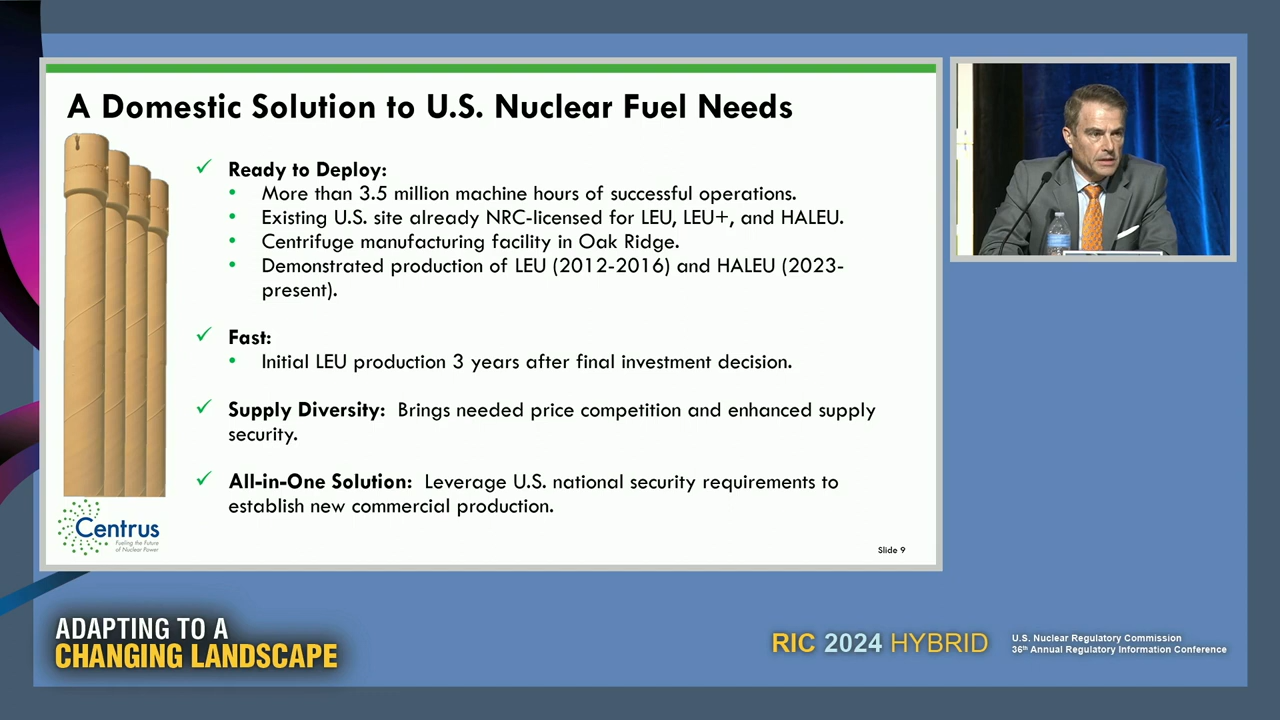 A Domestic Solution to U.S. Nuclear Fuel Needs
✓ Ready to Deploy:
• More than 3.5 million machine hours of successful operations.
• Existing U.S. site already NRC-licensed for LEU, LEU+, and HALEU.
• Centrifuge manufacturing facility in Oak Ridge.
• Demonstrated production of LEU (2012-2016) and HALEU (2023-
present).
✓ Fast:
• Initial LEU production 3 years after final investment decision.
✓ Supply Diversity: Brings needed price competition and enhanced supply
security.
✓ All-in-One Solution: Leverage U.S. national security requirements to
establish new commercial production.
Centrus
Fueling the Future
of Nuclear Power
Slide 9
ADAPTING TO A
CHANGING LANDSCAPE
RIC 2024 HYBRID
U.S. Nuclear Regulatory Commission
36th Annual Regulatory Information Conference